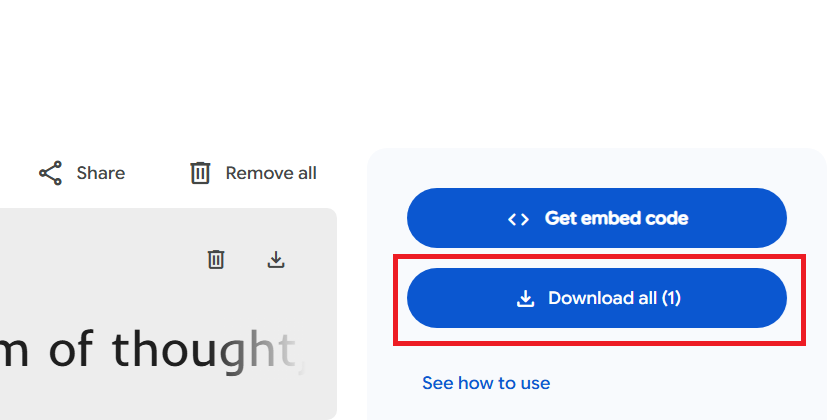 Share
Remove all
Get embed code
Download all (1)
m of thought,
See how to use